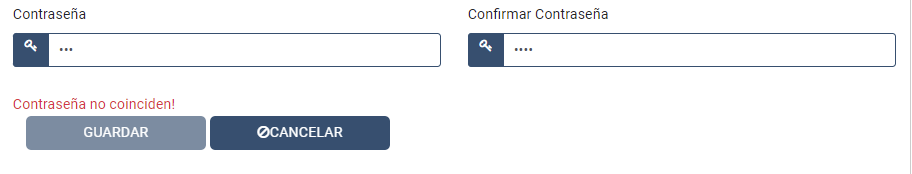 Contraseña
Confirmar Contraseña
•••
••••
Contraseña no coinciden!
GUARDAR
CANCELAR